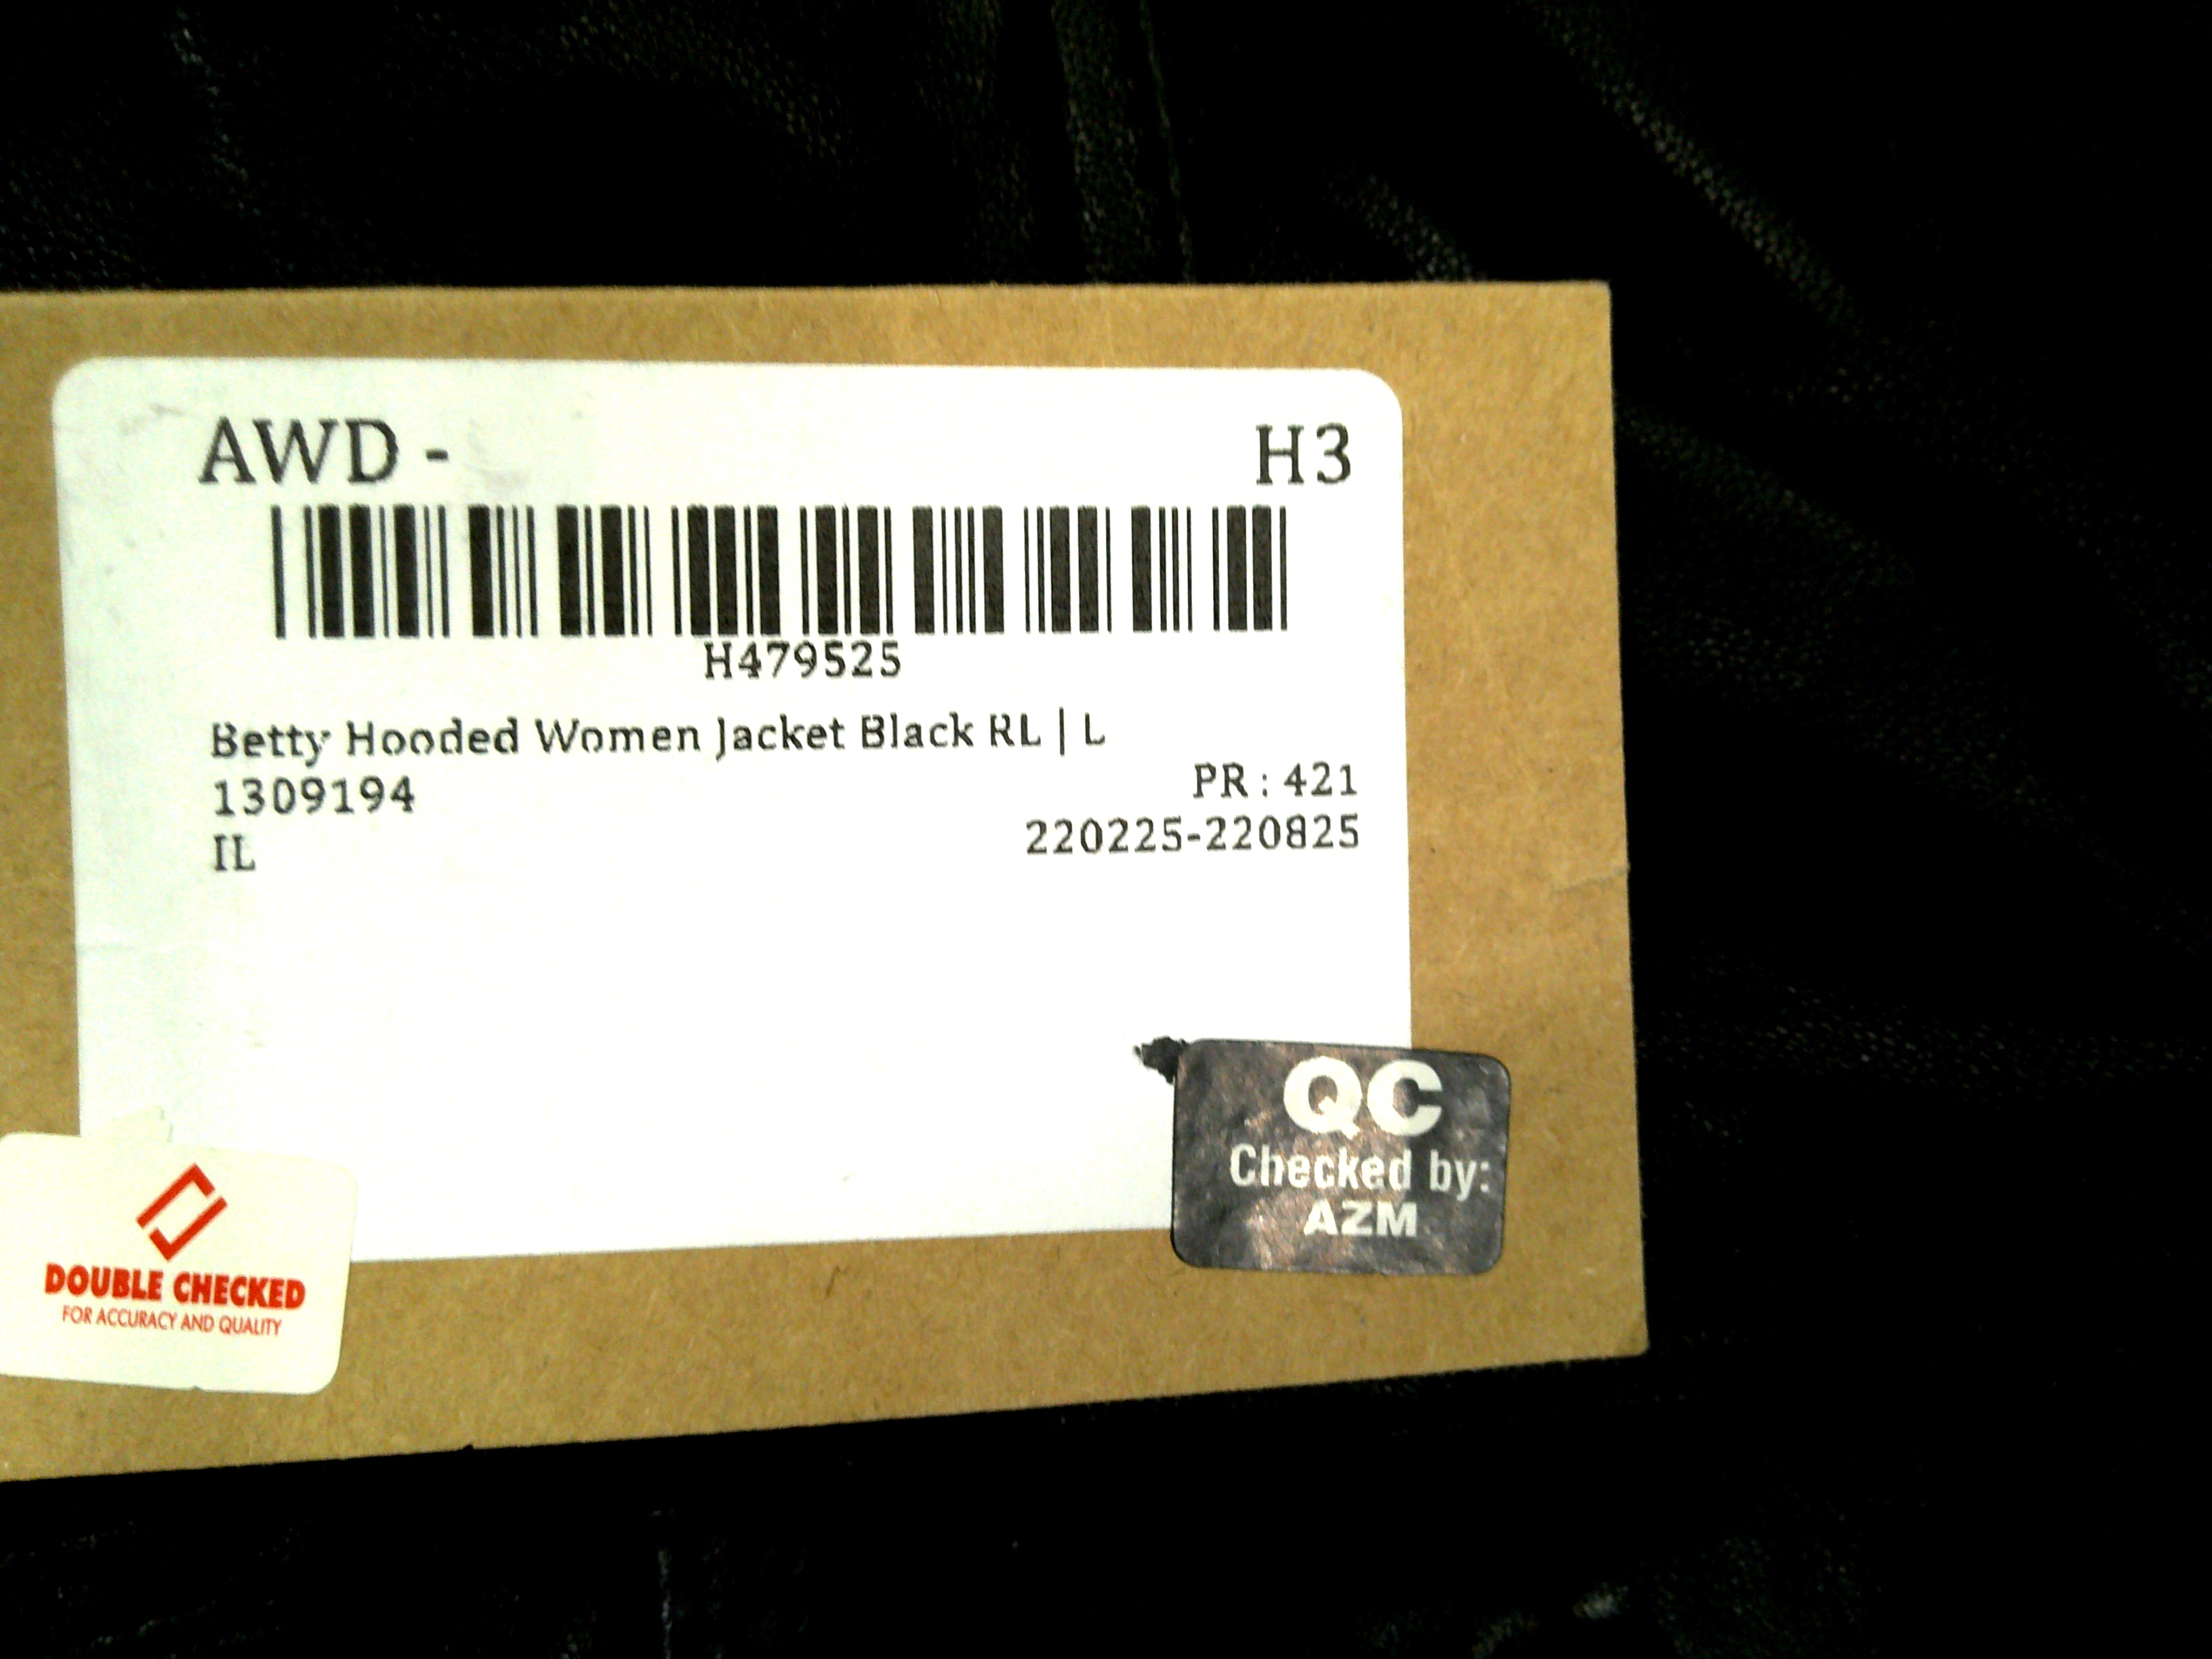 AWD - H3
H479525
Betty Hooded Women Jacket Black RL | L
1309194 PR : 421
IL 220225-220825
QC
Checked by:
AZM
DOUBLE CHECKED
FOR ACCURACY AND QUALITY